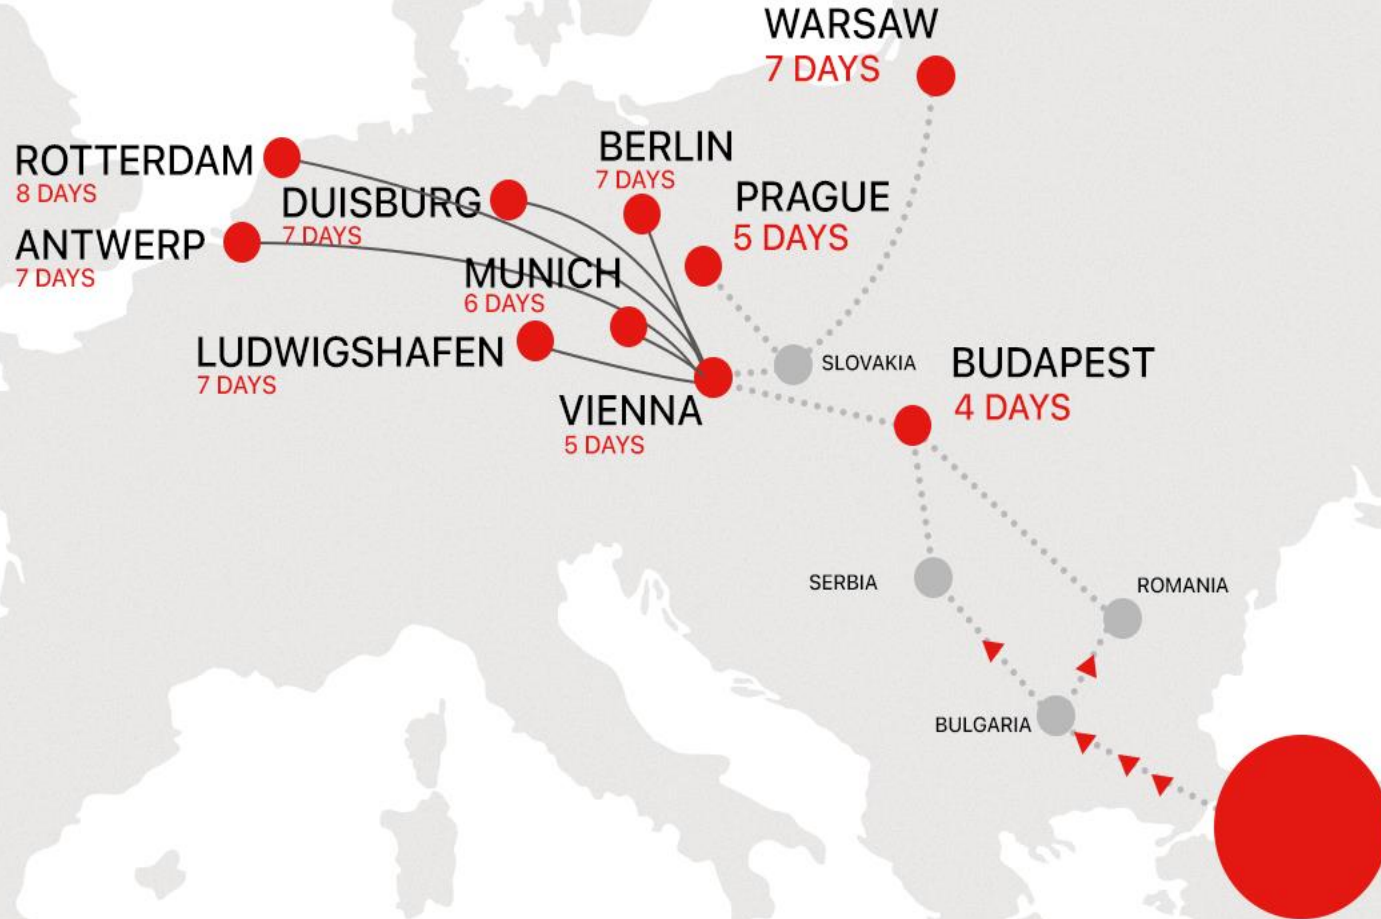 WARSAW
7 DAYS
BERLIN
7 DAYS
ROTTERDAM
8 DAYS
DUISBURG
7 DAYS
PRAGUE
5 DAYS
ANTWERP
7 DAYS
MUNICH
6 DAYS
LUDWIGSHAFEN
7 DAYS
SLOVAKIA
BUDAPEST
4 DAYS
VIENNA
5 DAYS
SERBIA
ROMANIA
BULGARIA